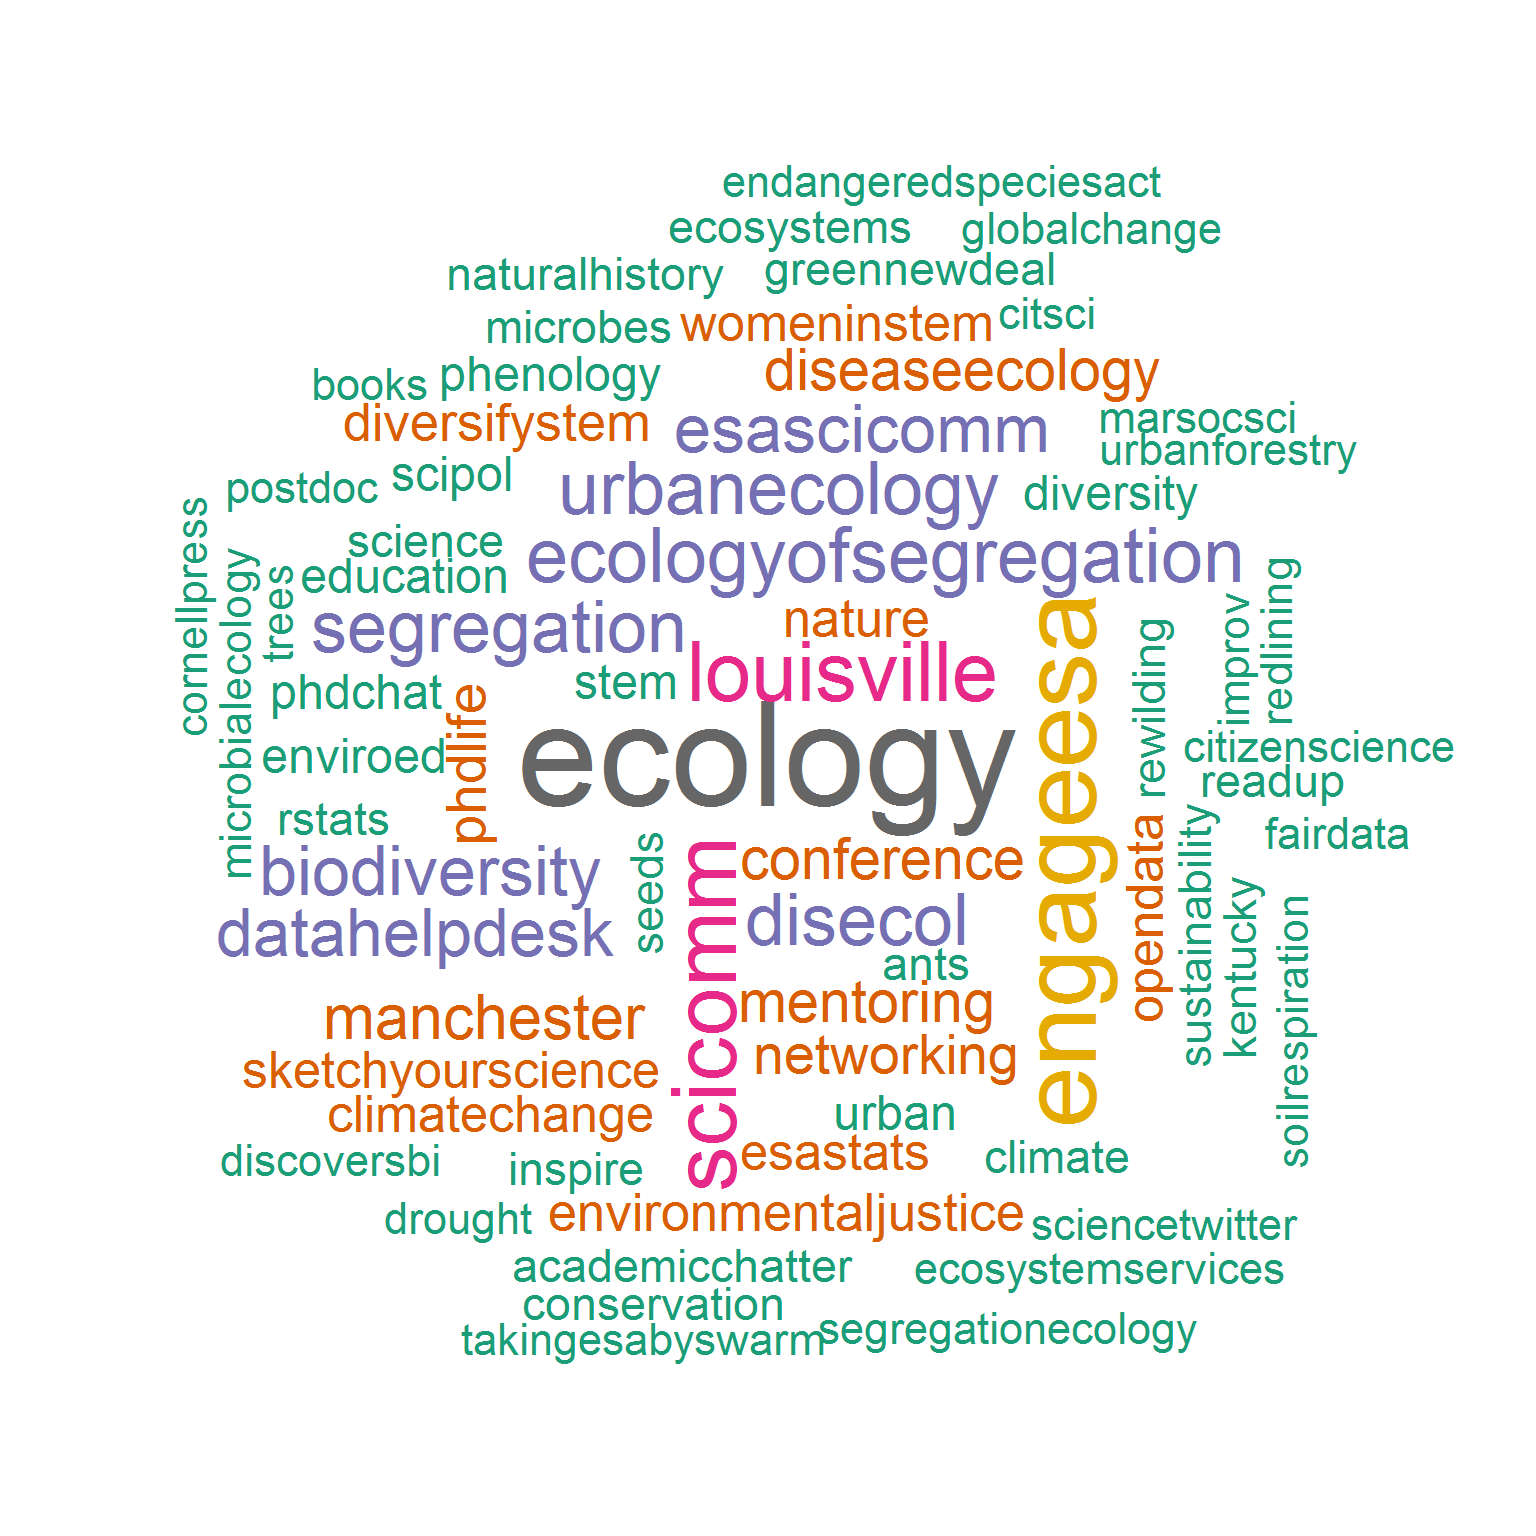 endangeredspeciesact
ecosystems
globalchange
naturalhistory
greennewdeal
microbes
womeninstem
citsci
books
phenology
diseaseecology
diversifystem
esascicomm
marsocsci
urbanforestry
postdoc
scipol
urbanecology
diversity
cornellpress
microbialecology
trees
science
education
ecologyofsegregation
segregation
nature
engageesa
rewilding
improv
redlining
phdchat
phdlife
stem
louisville
enviroed
ecology
citizenscience
readup
rstats
fairdata
biodiversity
seeds
scicomm
conference
opendata
sustainability
kentucky
soilrespiration
datahelpdesk
disecol
ants
manchester
mentoring
sketchyourscience
networking
climatechange
urban
discoversbi
inspire
esastats
climate
drought
environmentaljustice
sciencetwitter
academicchatter
ecosystemservices
conservation
takingesabyswarm
segregationecology